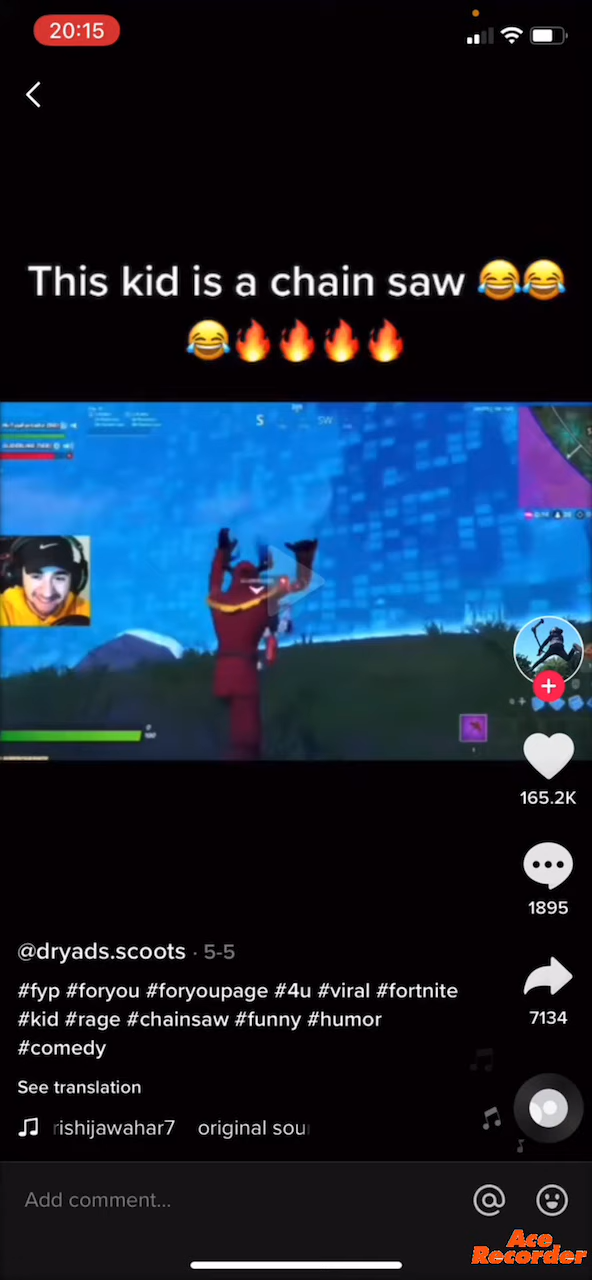 20:15
This kid is a chain saw 😂😂
😂🔥🔥🔥🔥
S
SW
165.2K
1895
@dryads.scoots · 5-5
#fyp #foryou #foryoupage #4u #viral #fortnite
#kid #rage #chainsaw #funny #humor
#comedy
7134
See translation
rishijawahar7 original sou
Add comment...
Ace
Recorder